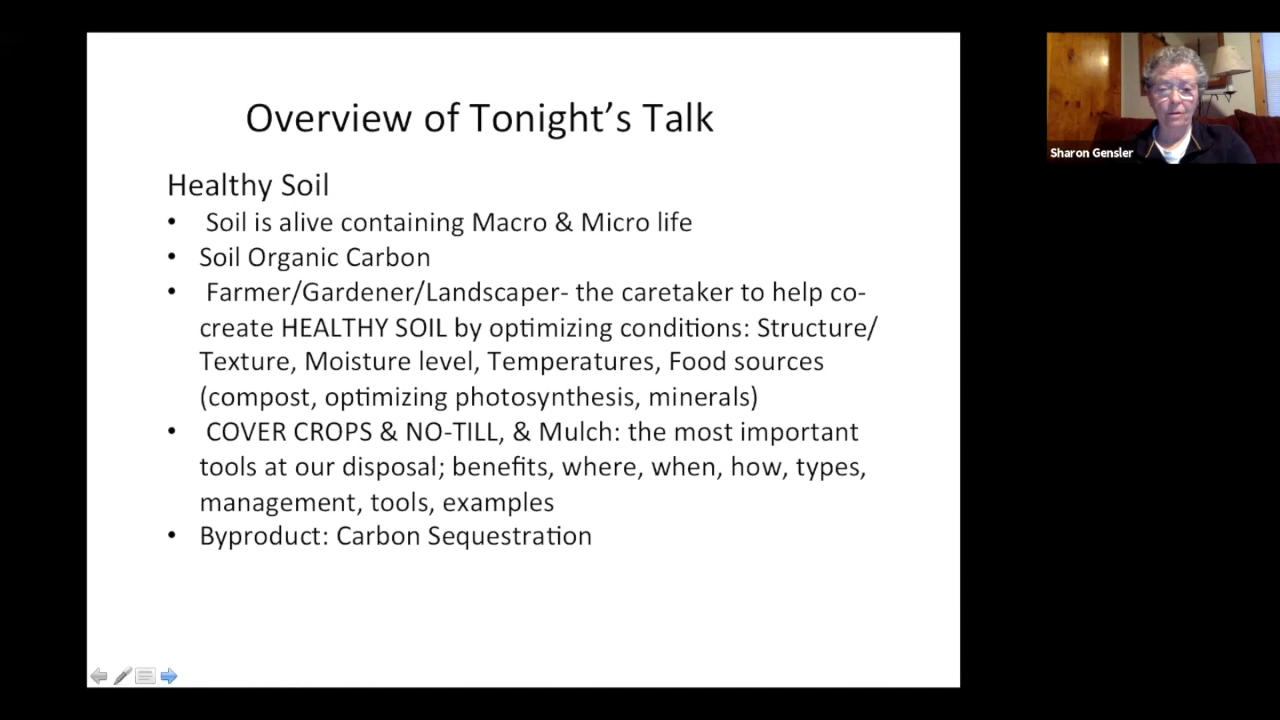 Overview of Tonight’s Talk
Healthy Soil
• Soil is alive containing Macro & Micro life
• Soil Organic Carbon
• Farmer/Gardener/Landscaper- the caretaker to help co-
create HEALTHY SOIL by optimizing conditions: Structure/
Texture, Moisture level, Temperatures, Food sources
(compost, optimizing photosynthesis, minerals)
• COVER CROPS & NO-TILL, & Mulch: the most important
tools at our disposal; benefits, where, when, how, types,
management, tools, examples
• Byproduct: Carbon Sequestration
Sharon Gensler